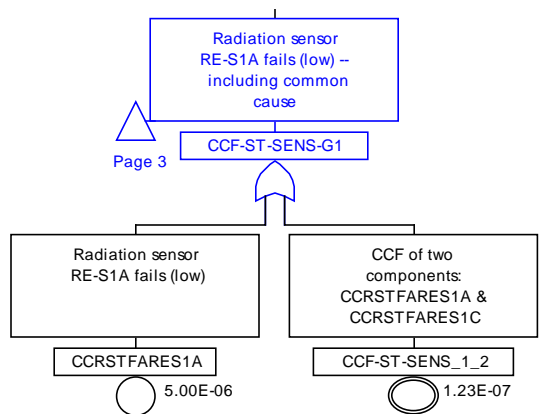 Radiation sensor
RE-S1A fails (low) --
including common
cause
Page 3
CCF-ST-SENS-G1
Radiation sensor
RE-S1A fails (low)
CCRSTFARES1A
5.00E-06
CCF of two
components:
CCRSTFARES1A &
CCRSTFARES1C
CCF-ST-SENS_1_2
1.23E-07